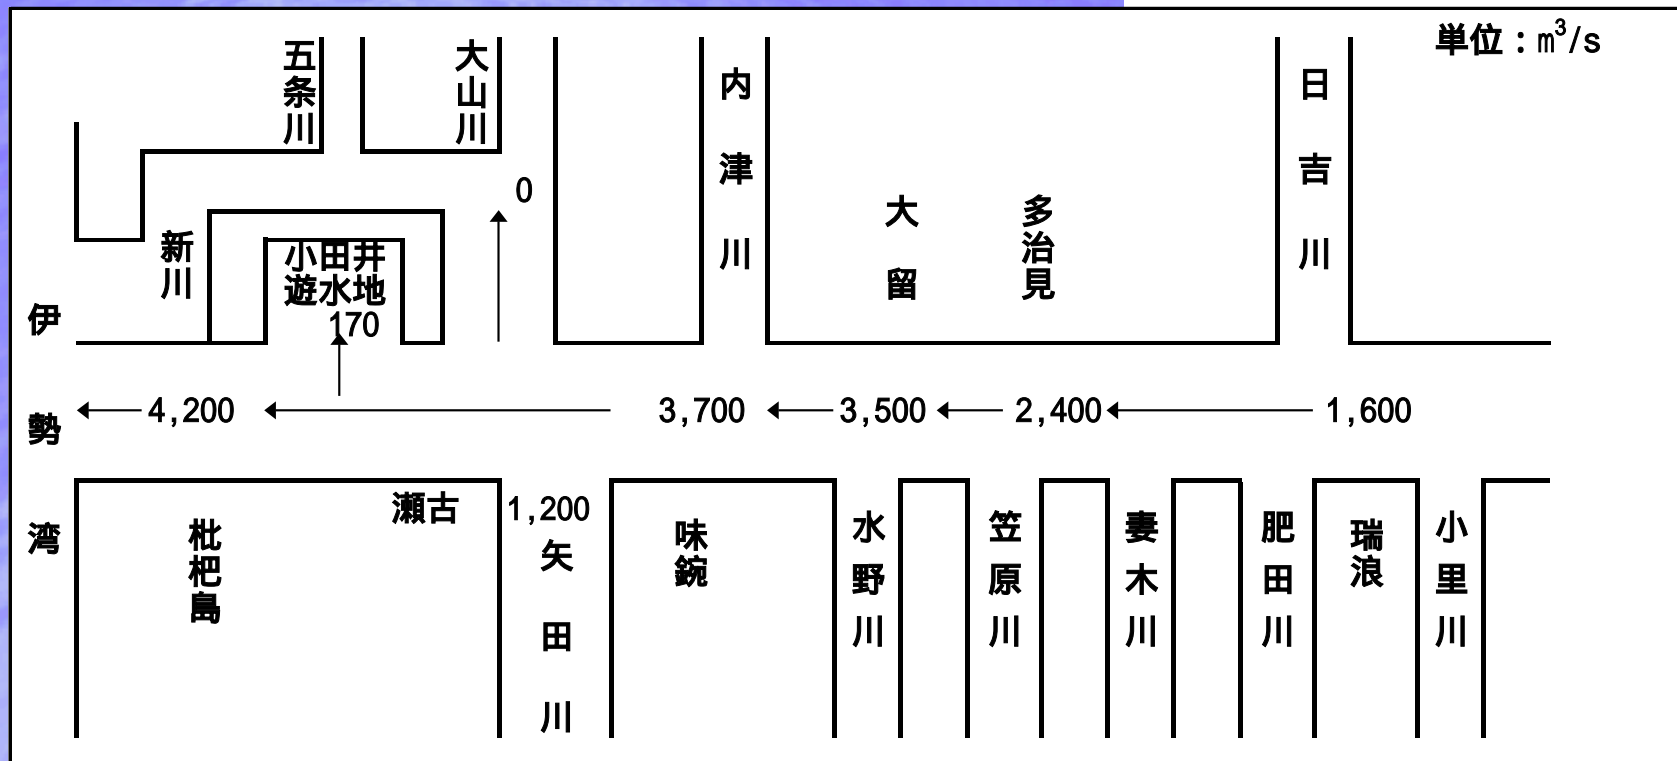 単位：m³/s
五条川
大山川
内津川
日吉川
0
大留
多治見
新川
小田井
遊水地
170
伊勢湾
4,200
3,700
3,500
2,400
1,600
瀬古
1,200
枇杷島
矢田川
味鋺
水野川
笠原川
妻木川
肥田川
瑞浪
小里川